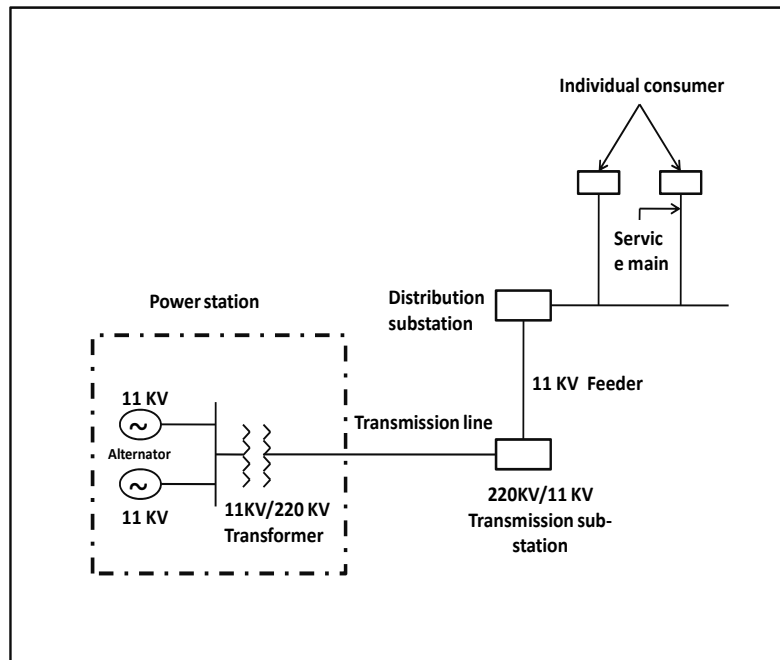 Individual consumer
Servic
e main
Distribution
substation
Power station
11 KV Feeder
11 KV
Transmission line
~
Alternator
~
11 KV
11KV/220 KV
Transformer
220KV/11 KV
Transmission sub-
station